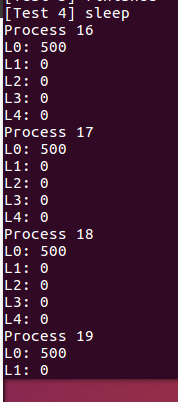 [Test 4] sleep
Process 16
L0: 500
L1: 0
L2: 0
L3: 0
L4: 0
Process 17
L0: 500
L1: 0
L2: 0
L3: 0
L4: 0
Process 18
L0: 500
L1: 0
L2: 0
L3: 0
L4: 0
Process 19
L0: 500
L1: 0